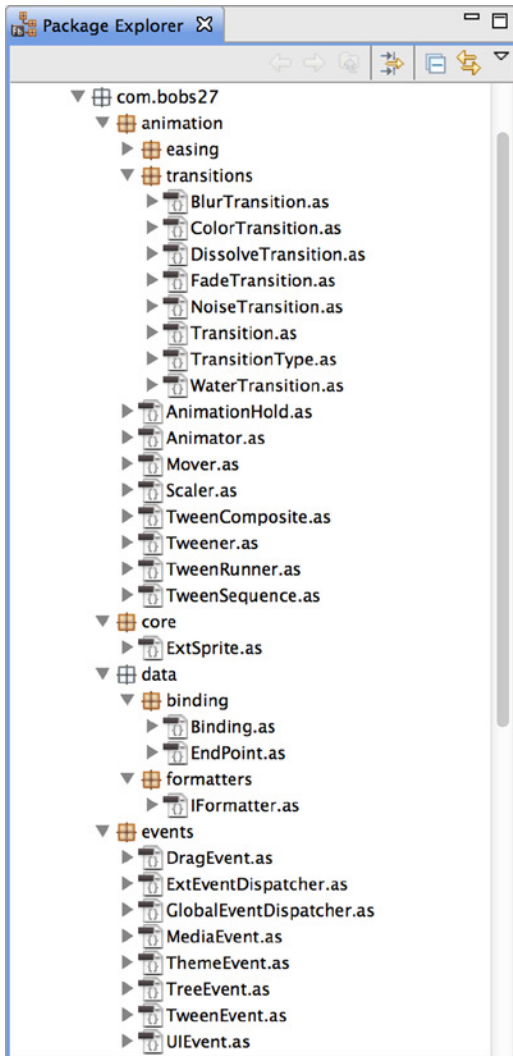 Package Explorer
com.bobs27
animation
easing
transitions
BlurTransition.as
ColorTransition.as
DissolveTransition.as
FadeTransition.as
NoiseTransition.as
Transition.as
TransitionType.as
WaterTransition.as
AnimationHold.as
Animator.as
Mover.as
Scaler.as
TweenComposite.as
Tweener.as
TweenRunner.as
TweenSequence.as
core
ExtSprite.as
data
binding
Binding.as
EndPoint.as
formatters
IFormatter.as
events
DragEvent.as
ExtEventDispatcher.as
GlobalEventDispatcher.as
MediaEvent.as
ThemeEvent.as
TreeEvent.as
TweenEvent.as
UIEvent.as